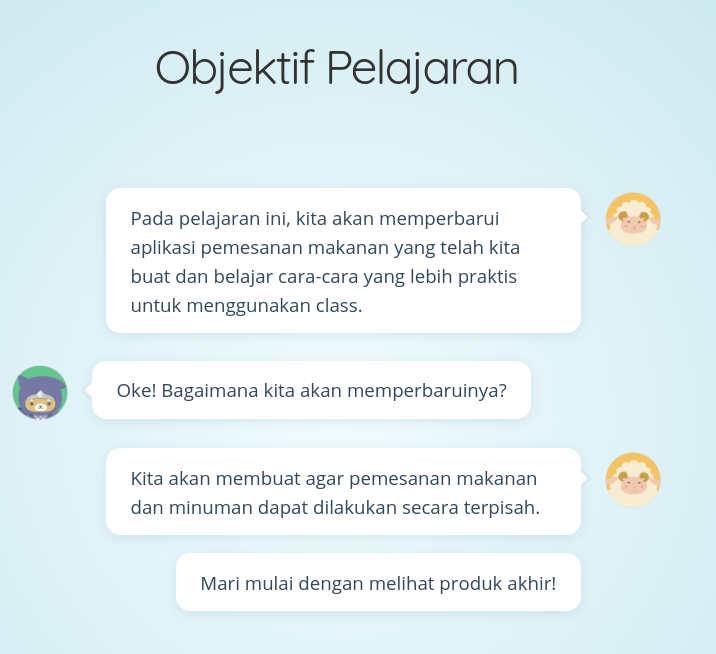 Objektif Pelajaran
Pada pelajaran ini, kita akan memperbarui
aplikasi pemesanan makanan yang telah kita
buat dan belajar cara-cara yang lebih praktis
untuk menggunakan class.
Oke! Bagaimana kita akan memperbaruinya?
Kita akan membuat agar pemesanan makanan
dan minuman dapat dilakukan secara terpisah.
Mari mulai dengan melihat produk akhir!